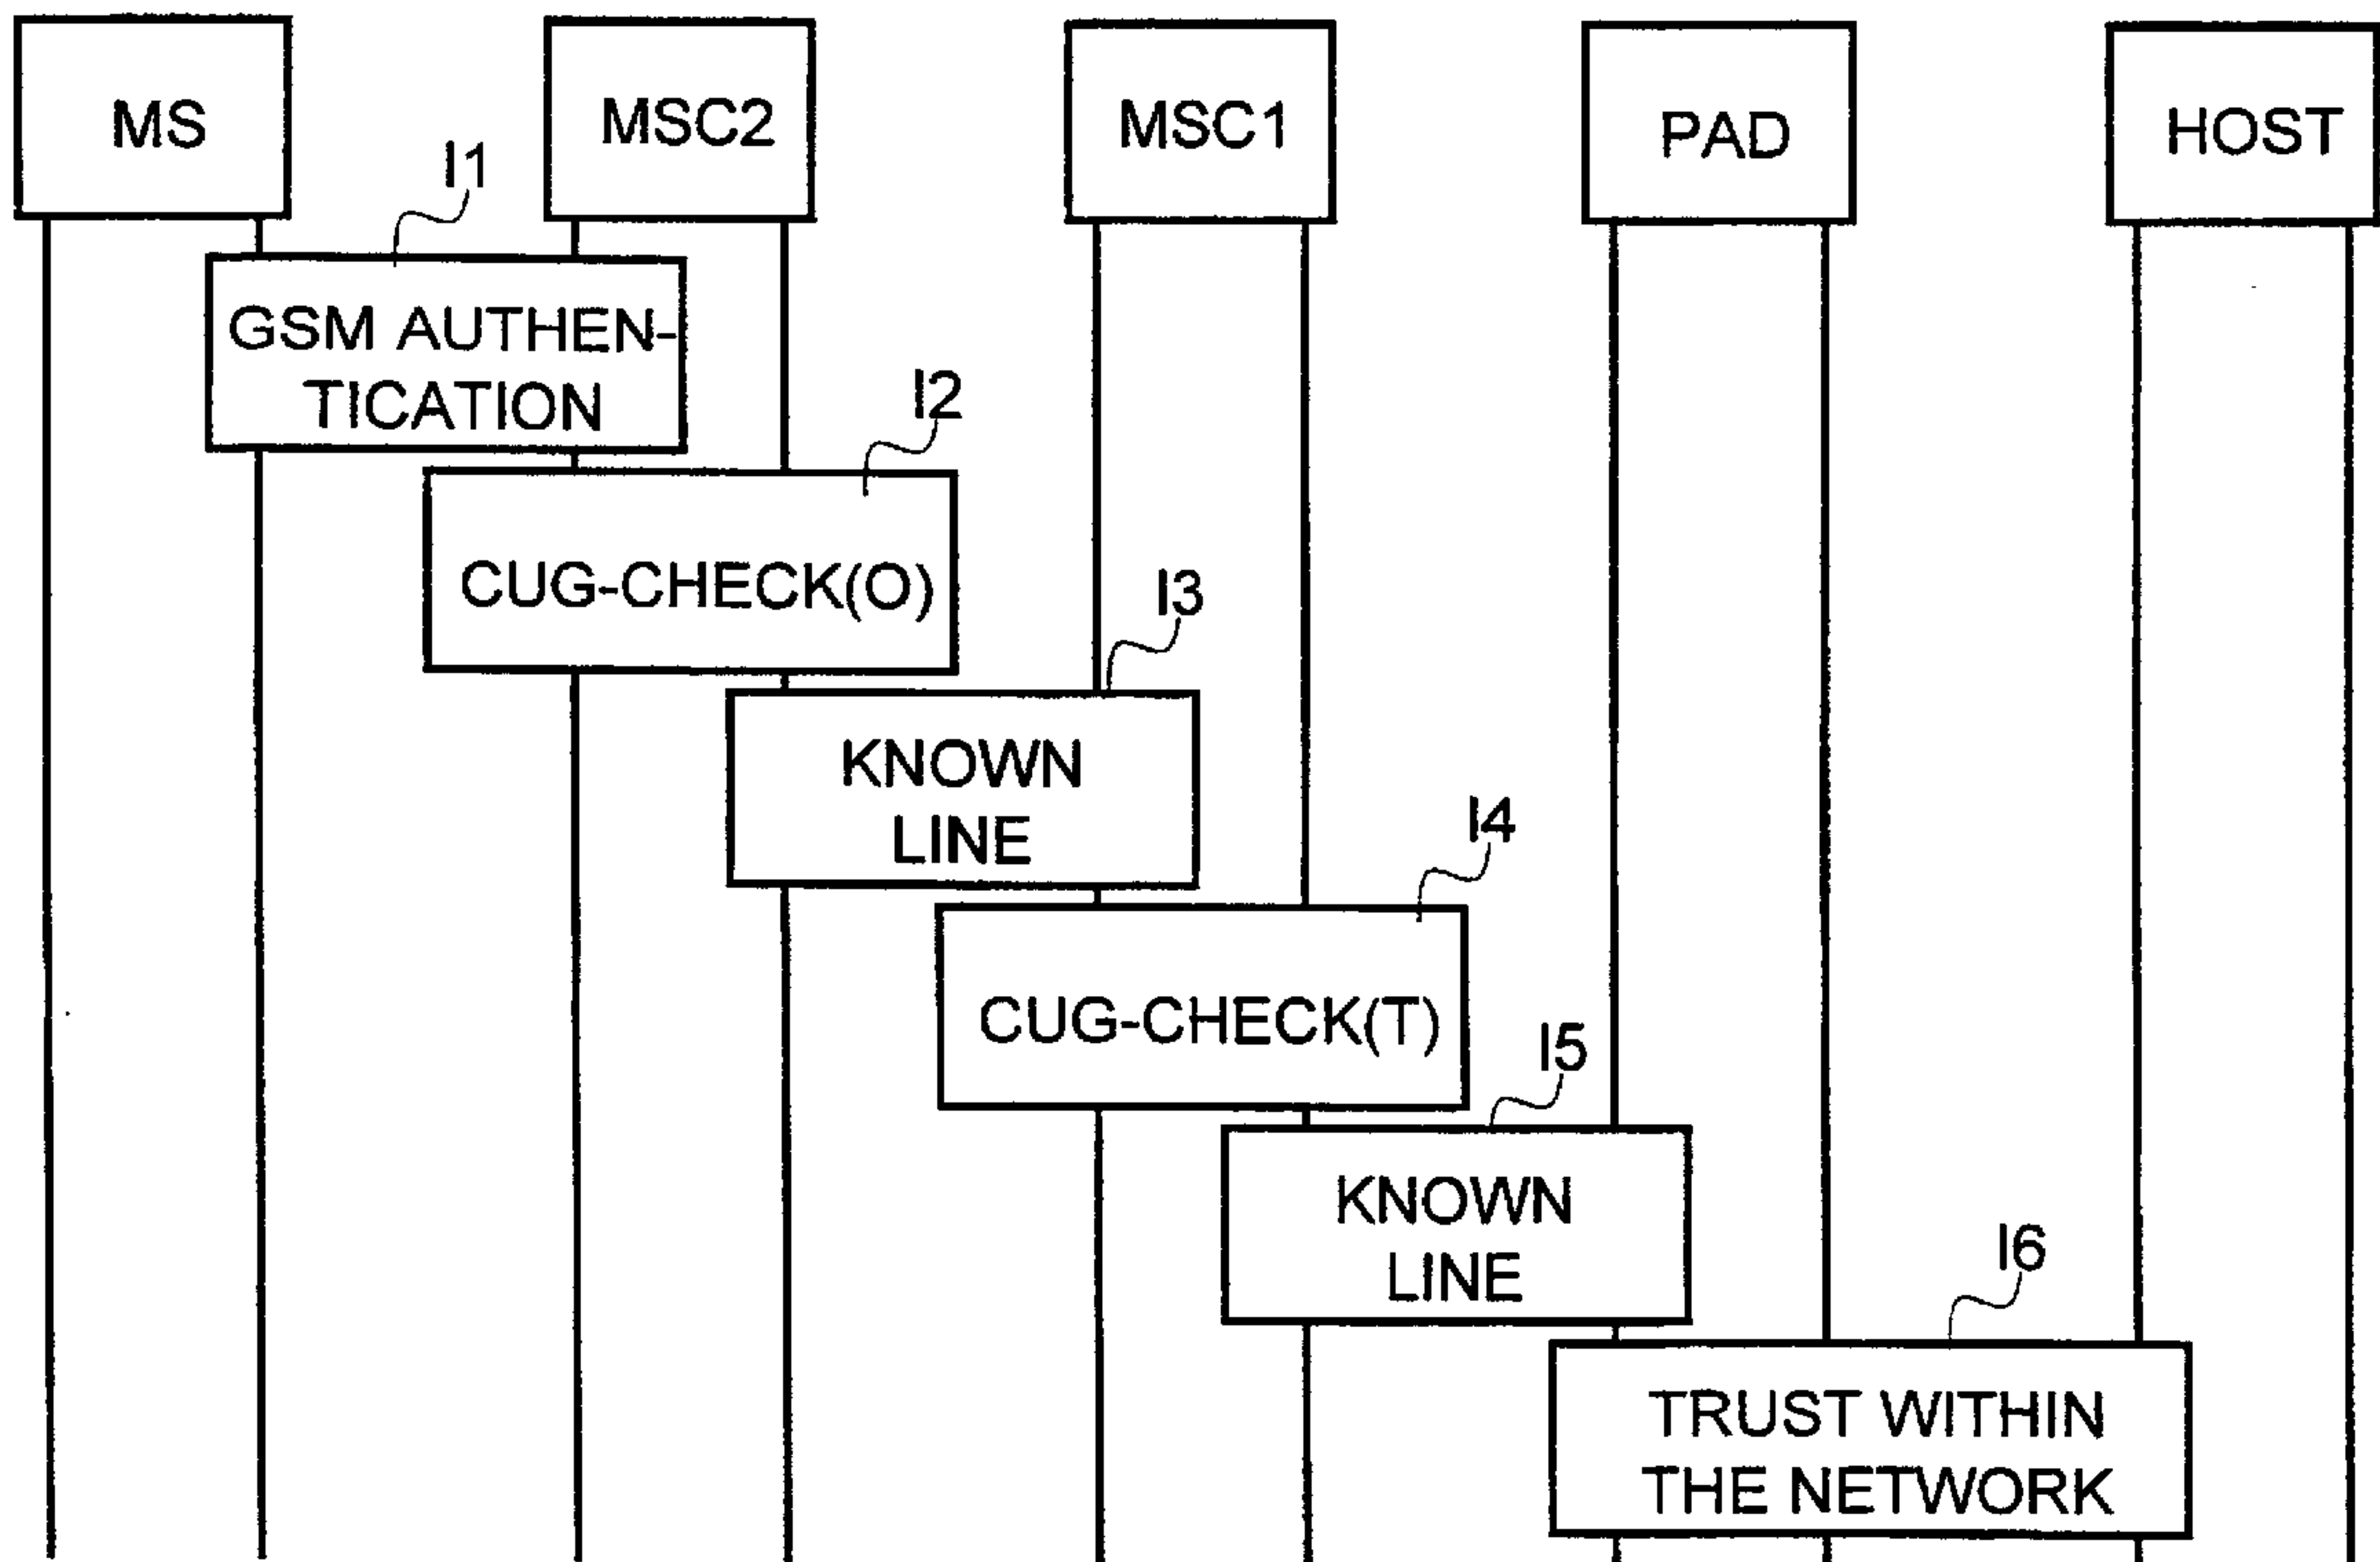 MS
MSC2
MSC1
PAD
HOST
I1
GSM AUTHEN-
TICATION
I2
CUG-CHECK(O)
I3
KNOWN
LINE
I4
CUG-CHECK(T)
I5
KNOWN
LINE
I6
TRUST WITHIN
THE NETWORK